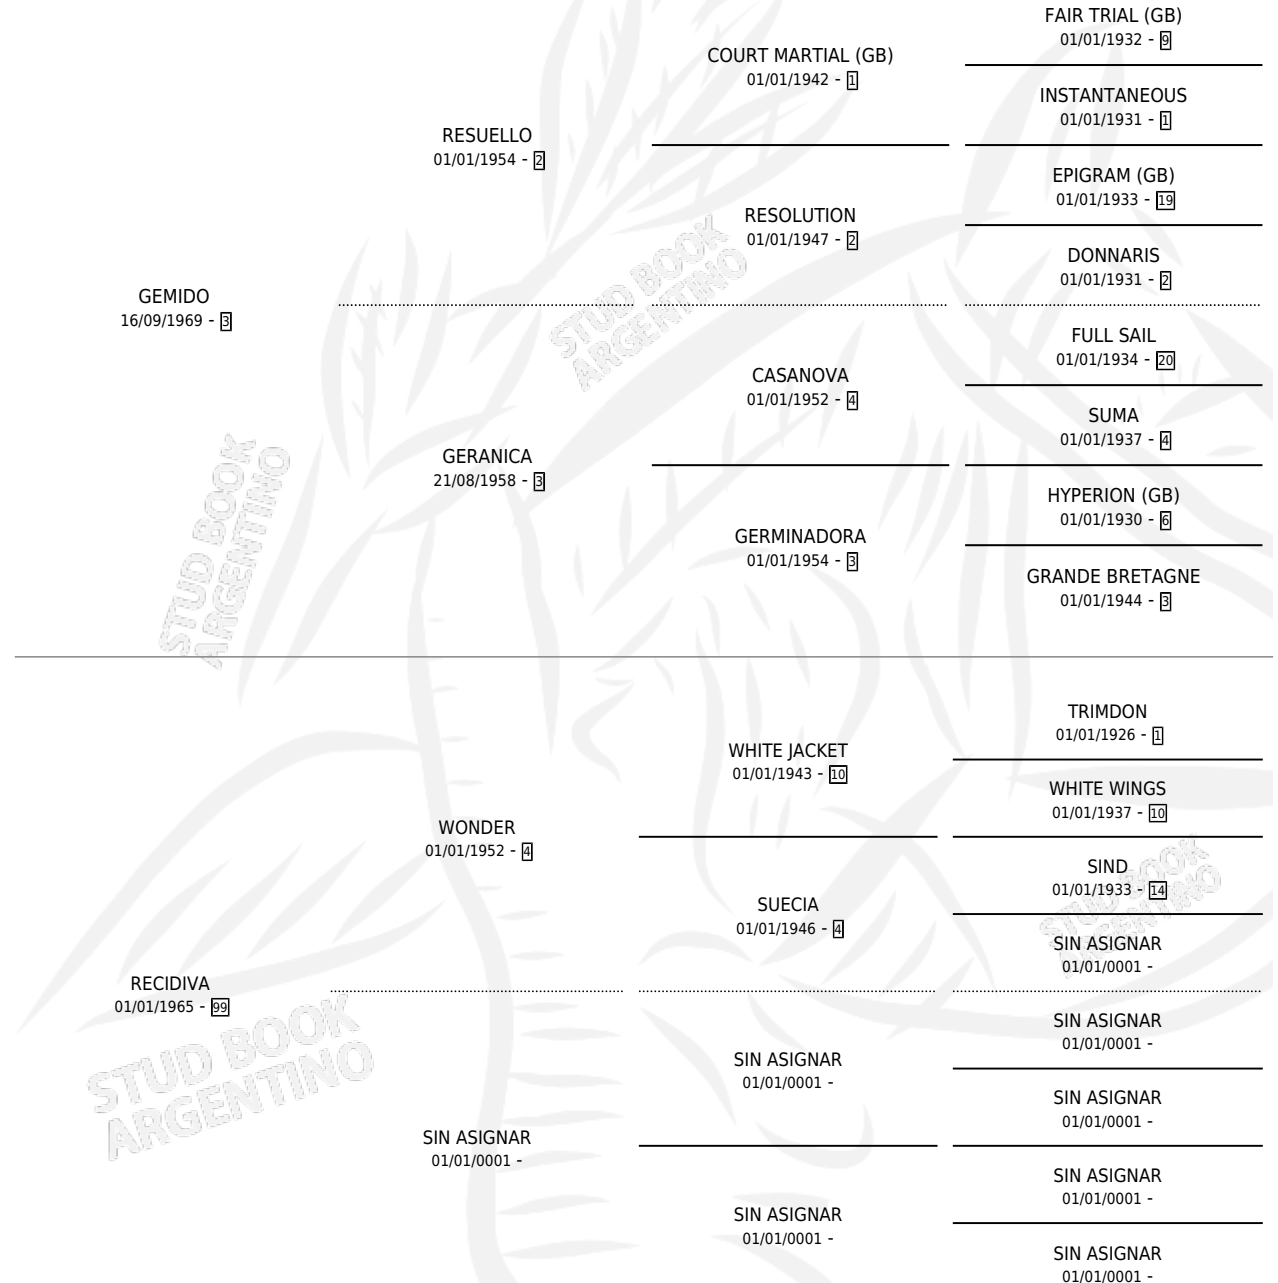 FAIR TRIAL (GB)
01/01/1932 - 9
COURT MARTIAL (GB)
01/01/1942 - 1
INSTANTANEOUS
01/01/1931 - 1
RESUELLO
01/01/1954 - 2
EPIGRAM (GB)
01/01/1933 - 19
RESOLUTION
01/01/1947 - 2
DONNARIS
01/01/1931 - 2
GEMIDO
16/09/1969 - 3
FULL SAIL
01/01/1934 - 20
CASANOVA
01/01/1952 - 4
SUMA
01/01/1937 - 4
GERANICA
21/08/1958 - 3
HYPERION (GB)
01/01/1930 - 6
GERMINADORA
01/01/1954 - 3
GRANDE BRETAGNE
01/01/1944 - 3
TRIMDON
01/01/1926 - 1
WHITE JACKET
01/01/1943 - 10
WHITE WINGS
01/01/1937 - 10
WONDER
01/01/1952 - 4
SIND
01/01/1933 - 14
SUECIA
01/01/1946 - 4
SIN ASIGNAR
01/01/0001 -
RECIDIVA
01/01/1965 - 99
SIN ASIGNAR
01/01/0001 -
SIN ASIGNAR
01/01/0001 -
SIN ASIGNAR
01/01/0001 -
SIN ASIGNAR
01/01/0001 -
SIN ASIGNAR
01/01/0001 -
SIN ASIGNAR
01/01/0001 -
SIN ASIGNAR
01/01/0001 -
STUD BOOK
ARGENTINO
STUD BOOK
ARGENTINO
STUD BOOK
ARGENTINO
STUD BOOK
ARGENTINO